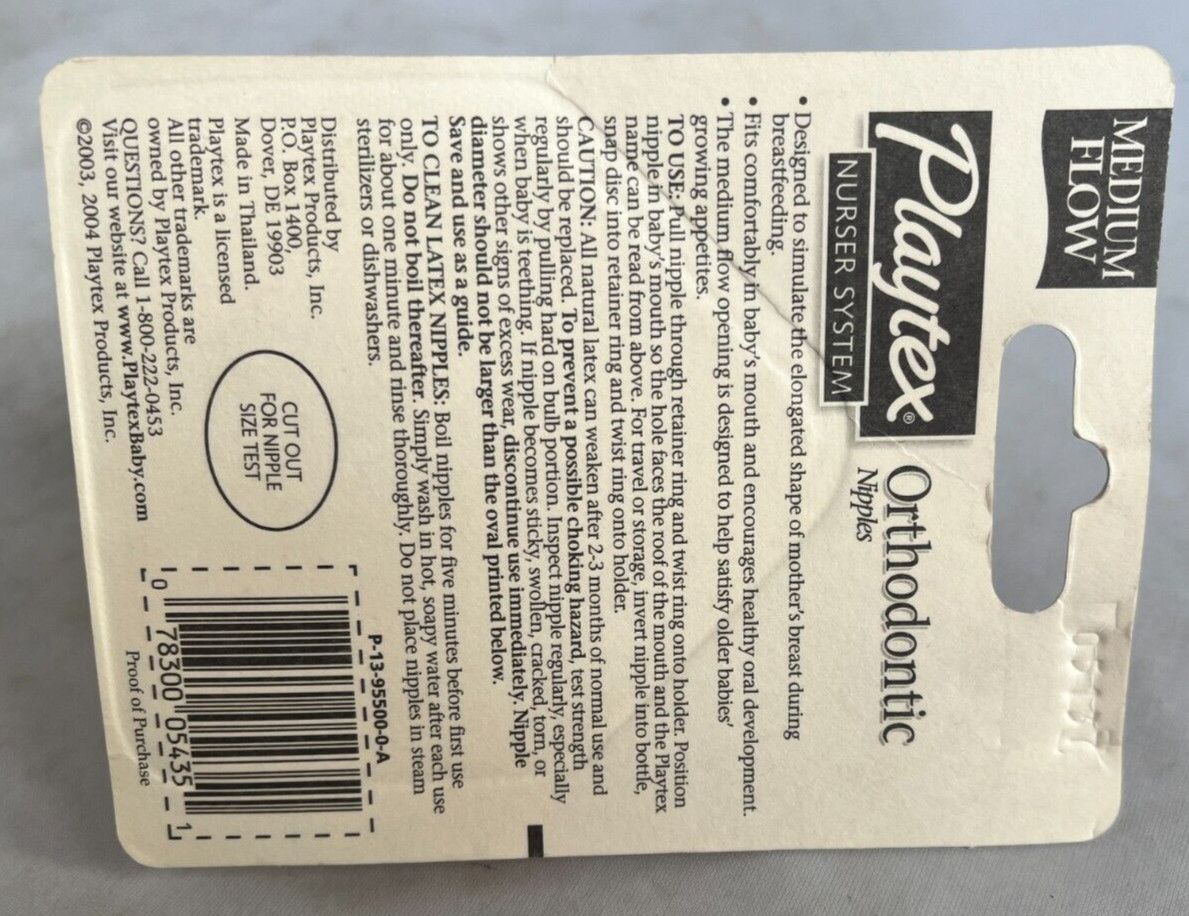 MEDIUM
FLOW
Playtex®
NURSER SYSTEM
Orthodontic
Nipples
• Designed to simulate the elongated shape of mother's breast during
breastfeeding.
• Fits comfortably in baby's mouth and encourages healthy oral development.
• The medium flow opening is designed to help satisfy older babies'
growing appetites.
TO USE: Pull nipple through retainer ring and twist ring onto holder. Position
nipple in baby's mouth so the hole faces the roof of the mouth and the Playtex
name can be read from above. For travel or storage, invert nipple into bottle,
snap disc into retainer ring and twist ring onto holder.
CAUTION: All natural latex can weaken after 2-3 months of normal use and
should be replaced. To prevent a possible choking hazard, test strength
regularly by pulling hard on bulb portion. Inspect nipple regularly, especially
when baby is teething. If nipple becomes sticky, swollen, cracked, torn, or
shows other signs of excess wear, discontinue use immediately. Nipple
diameter should not be larger than the oval printed below.
Save and use as a guide.
TO CLEAN LATEX NIPPLES: Boil nipples for five minutes before first use
only. Do not boil thereafter. Simply wash in hot, soapy water after each use
for about one minute and rinse thoroughly. Do not place nipples in steam
sterilizers or dishwashers.
Distributed by
Playtex Products, Inc.
P.O. Box 1400,
Dover, DE 19903
Made in Thailand.
Playtex is a licensed
trademark.
All other trademarks are
owned by Playtex Products, Inc.
QUESTIONS? Call 1-800-222-0453
Visit our website at www.PlaytexBaby.com
©2003, 2004 Playtex Products, Inc.
CUT OUT
FOR NIPPLE
SIZE TEST
P-13-95500-0-A
0 78300 05435 1
Proof of Purchase